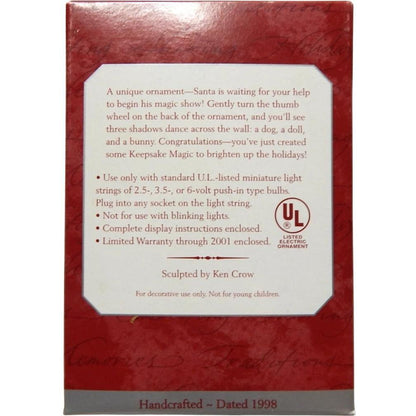 A unique ornament—Santa is waiting for your help
to begin his magic show! Gently turn the thumb
wheel on the back of the ornament, and you'll see
three shadows dance across the wall: a dog, a doll,
and a bunny. Congratulations—you've just created
some Keepsake Magic to brighten up the holidays!
• Use only with standard U.L.-listed miniature light
strings of 2.5-, 3.5-, or 6-volt push-in type bulbs.
Plug into any socket on the light string.
• Not for use with blinking lights.
• Complete display instructions enclosed.
• Limited Warranty through 2001 enclosed.
UL
®
LISTED
ELECTRIC
ORNAMENT
Sculpted by Ken Crow
For decorative use only. Not for young children.
Memories Traditions
Handcrafted ~ Dated 1998